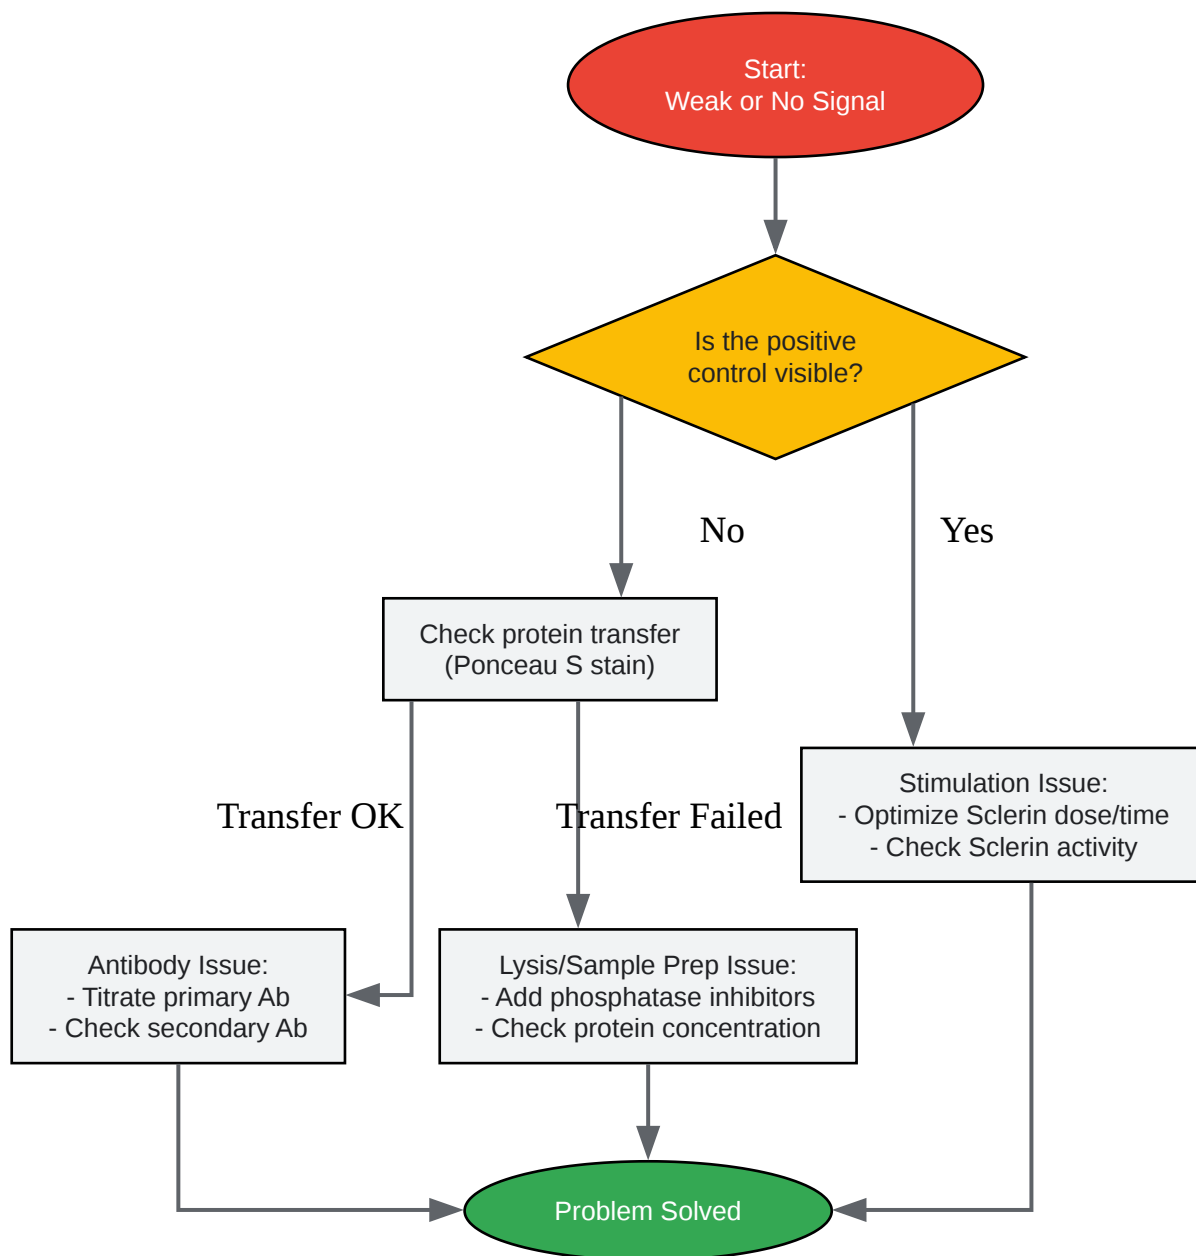 Start:
Weak or No Signal
Is the positive
control visible?
No
Yes
Check protein transfer
(Ponceau S stain)
Transfer OK
Transfer Failed
Stimulation Issue:
- Optimize Sclerin dose/time
- Check Sclerin activity
Antibody Issue:
- Titrate primary Ab
- Check secondary Ab
Lysis/Sample Prep Issue:
- Add phosphatase inhibitors
- Check protein concentration
Problem Solved